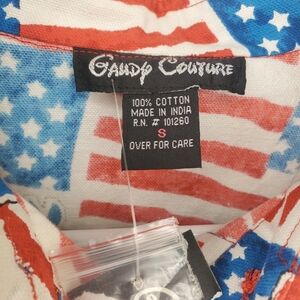 Gaudy Couture
100% COTTON
MADE IN INDIA
R.N. # 101260
S
OVER FOR CARE